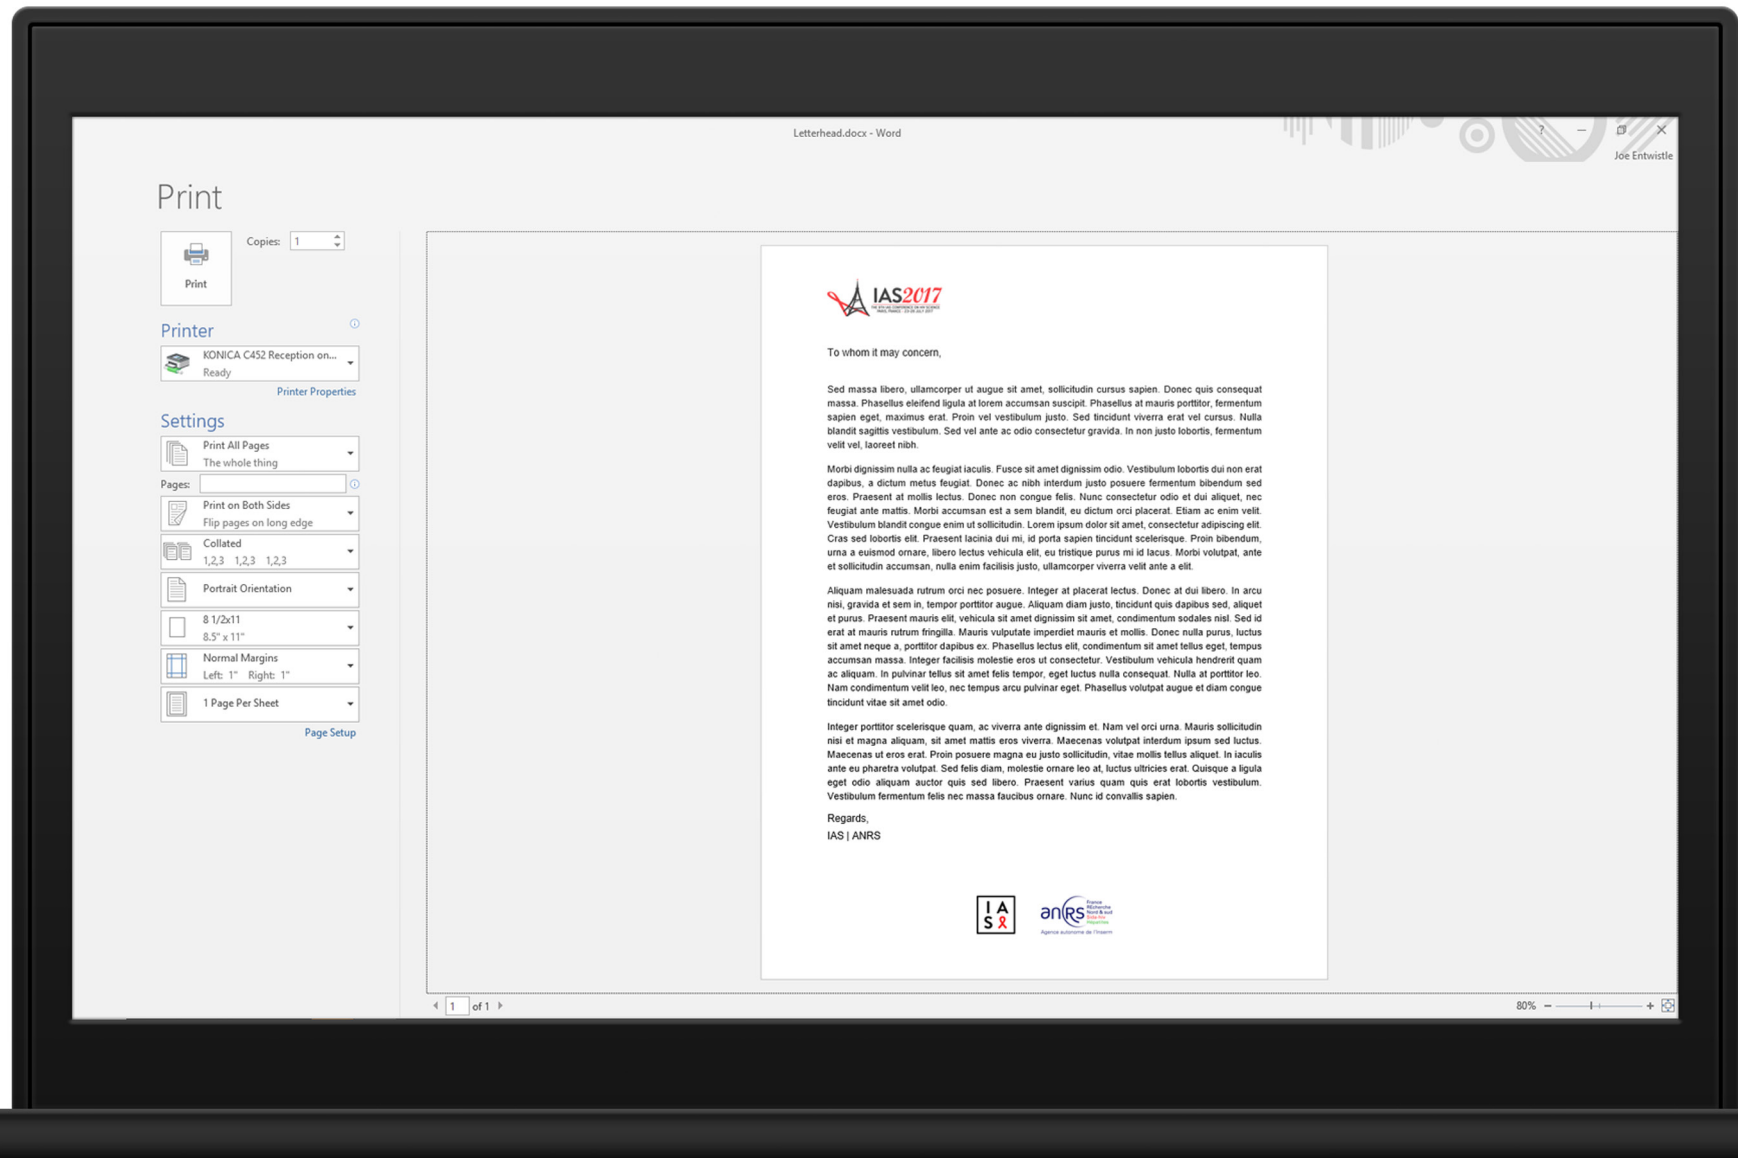 Letterhead.docx - Word
?
Joe Entwistle
Print
Copies: 1
Print
Printer
KONICA C452 Reception on...
Ready
Printer Properties
Settings
Print All Pages
The whole thing
Pages:
Print on Both Sides
Flip pages on long edge
Collated
1,2,3 1,2,3 1,2,3
Portrait Orientation
8 1/2x11
8.5" x 11"
Normal Margins
Left: 1" Right: 1"
1 Page Per Sheet
Page Setup
IAS2017
PARIS, FRANCE · 23-26 JULY 2017
To whom it may concern,
Sed massa libero, ullamcorper ut augue sit amet, sollicitudin cursus sapien. Donec quis consequat
massa. Phasellus eleifend ligula at lorem accumsan suscipit. Phasellus at mauris porttitor, fermentum
sapien eget, maximus erat. Proin vel vestibulum justo. Sed tincidunt viverra erat vel cursus. Nulla
blandit sagittis vestibulum. Sed vel ante ac odio consectetur gravida. In non justo lobortis, fermentum
velit vel, laoreet nibh.
Morbi dignissim nulla ac feugiat iaculis. Fusce sit amet dignissim odio. Vestibulum lobortis dui non erat
dapibus, a dictum metus feugiat. Donec ac nibh interdum justo posuere fermentum bibendum sed
eros. Praesent at mollis lectus. Donec non congue felis. Nunc consectetur odio et dui aliquet, nec
feugiat ante mattis. Morbi accumsan est a sem blandit, eu dictum orci placerat. Etiam ac enim velit.
Vestibulum blandit congue enim ut sollicitudin. Lorem ipsum dolor sit amet, consectetur adipiscing elit.
Cras sed lobortis elit. Praesent lacinia dui mi, id porta sapien tincidunt scelerisque. Proin bibendum,
urna a euismod ornare, libero lectus vehicula elit, eu tristique purus mi id lacus. Morbi volutpat, ante
et sollicitudin accumsan, nulla enim facilisis justo, ullamcorper viverra velit ante a elit.
Aliquam malesuada rutrum orci nec posuere. Integer at placerat lectus. Donec at dui libero. In arcu
nisi, gravida et sem in, tempor porttitor augue. Aliquam diam justo, tincidunt quis dapibus sed, aliquet
et purus. Praesent mauris elit, vehicula sit amet dignissim sit amet, condimentum sodales nisl. Sed id
erat at mauris rutrum fringilla. Mauris vulputate imperdiet mauris et mollis. Donec nulla purus, luctus
sit amet neque a, porttitor dapibus ex. Phasellus lectus elit, condimentum sit amet tellus eget, tempus
accumsan massa. Integer facilisis molestie eros ut consectetur. Vestibulum vehicula hendrerit quam
ac aliquam. In pulvinar tellus sit amet felis tempor, eget luctus nulla consequat. Nulla at porttitor leo.
Nam condimentum velit leo, nec tempus arcu pulvinar eget. Phasellus volutpat augue et diam congue
tincidunt vitae sit amet odio.
Integer porttitor scelerisque quam, ac viverra ante dignissim et. Nam vel orci urna. Mauris sollicitudin
nisi et magna aliquam, sit amet mattis eros viverra. Maecenas volutpat interdum ipsum sed luctus.
Maecenas ut eros erat. Proin posuere magna eu justo sollicitudin, vitae mollis tellus aliquet. In iaculis
ante eu pharetra volutpat. Sed felis diam, molestie ornare leo at, luctus ultricies erat. Quisque a ligula
eget odio aliquam auctor quis sed libero. Praesent varius quam quis erat lobortis vestibulum.
Vestibulum fermentum felis nec massa faucibus ornare. Nunc id convallis sapien.
Regards,
IAS | ANRS
IAS
anRS
France
REcherche
Nord & sud
Agence autonome de l'Inserm
1 of 1
80%